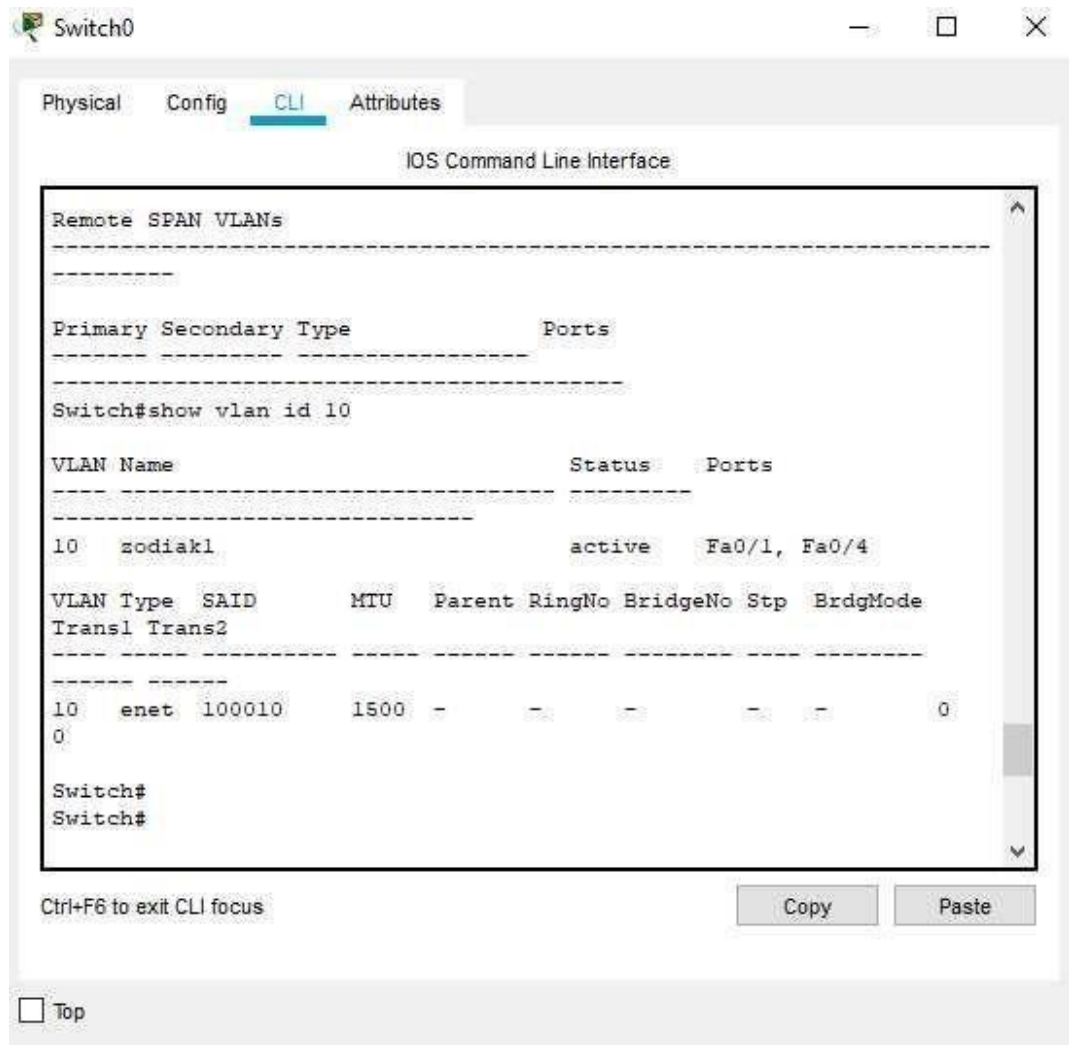 Switch0
Physical Config CLI Attributes
IOS Command Line Interface
Remote SPAN VLANs
------------------------------------------------------------------------------
---------
Primary Secondary Type Ports
------- --------- -----------------
------------------------------------------
Switch#show vlan id 10
VLAN Name Status Ports
---- -------------------------------- ---------
-------------------------------
10 zodiak1 active Fa0/1, Fa0/4
VLAN Type SAID MTU Parent RingNo BridgeNo Stp BrdgMode
Trans1 Trans2
---- ----- ---------- ----- ------ ------ -------- ---- --------
------ ------
10 enet 100010 1500 - - - - - 0
0
Switch#
Switch#
Ctrl+F6 to exit CLI focus
Copy Paste
Top